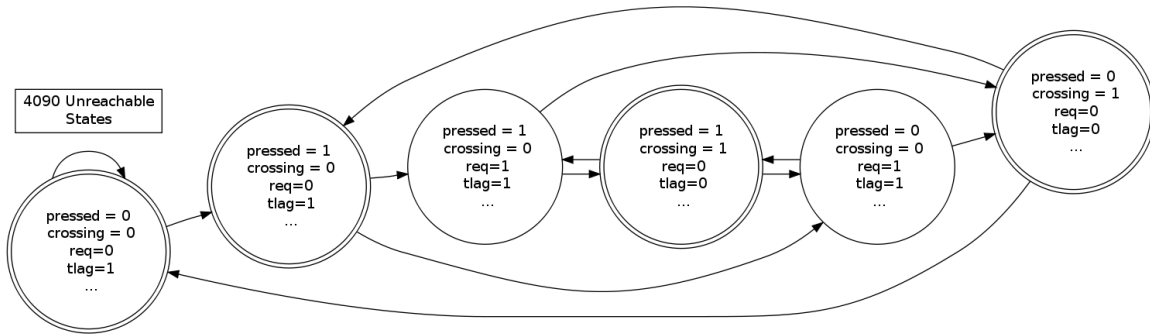 4090 Unreachable
States
pressed = 0
crossing = 0
req=0
tlag=1
...
pressed = 1
crossing = 0
req=0
tlag=1
...
pressed = 1
crossing = 0
req=1
tlag=1
...
pressed = 1
crossing = 1
req=0
tlag=0
...
pressed = 0
crossing = 0
req=1
tlag=1
...
pressed = 0
crossing = 1
req=0
tlag=0
...